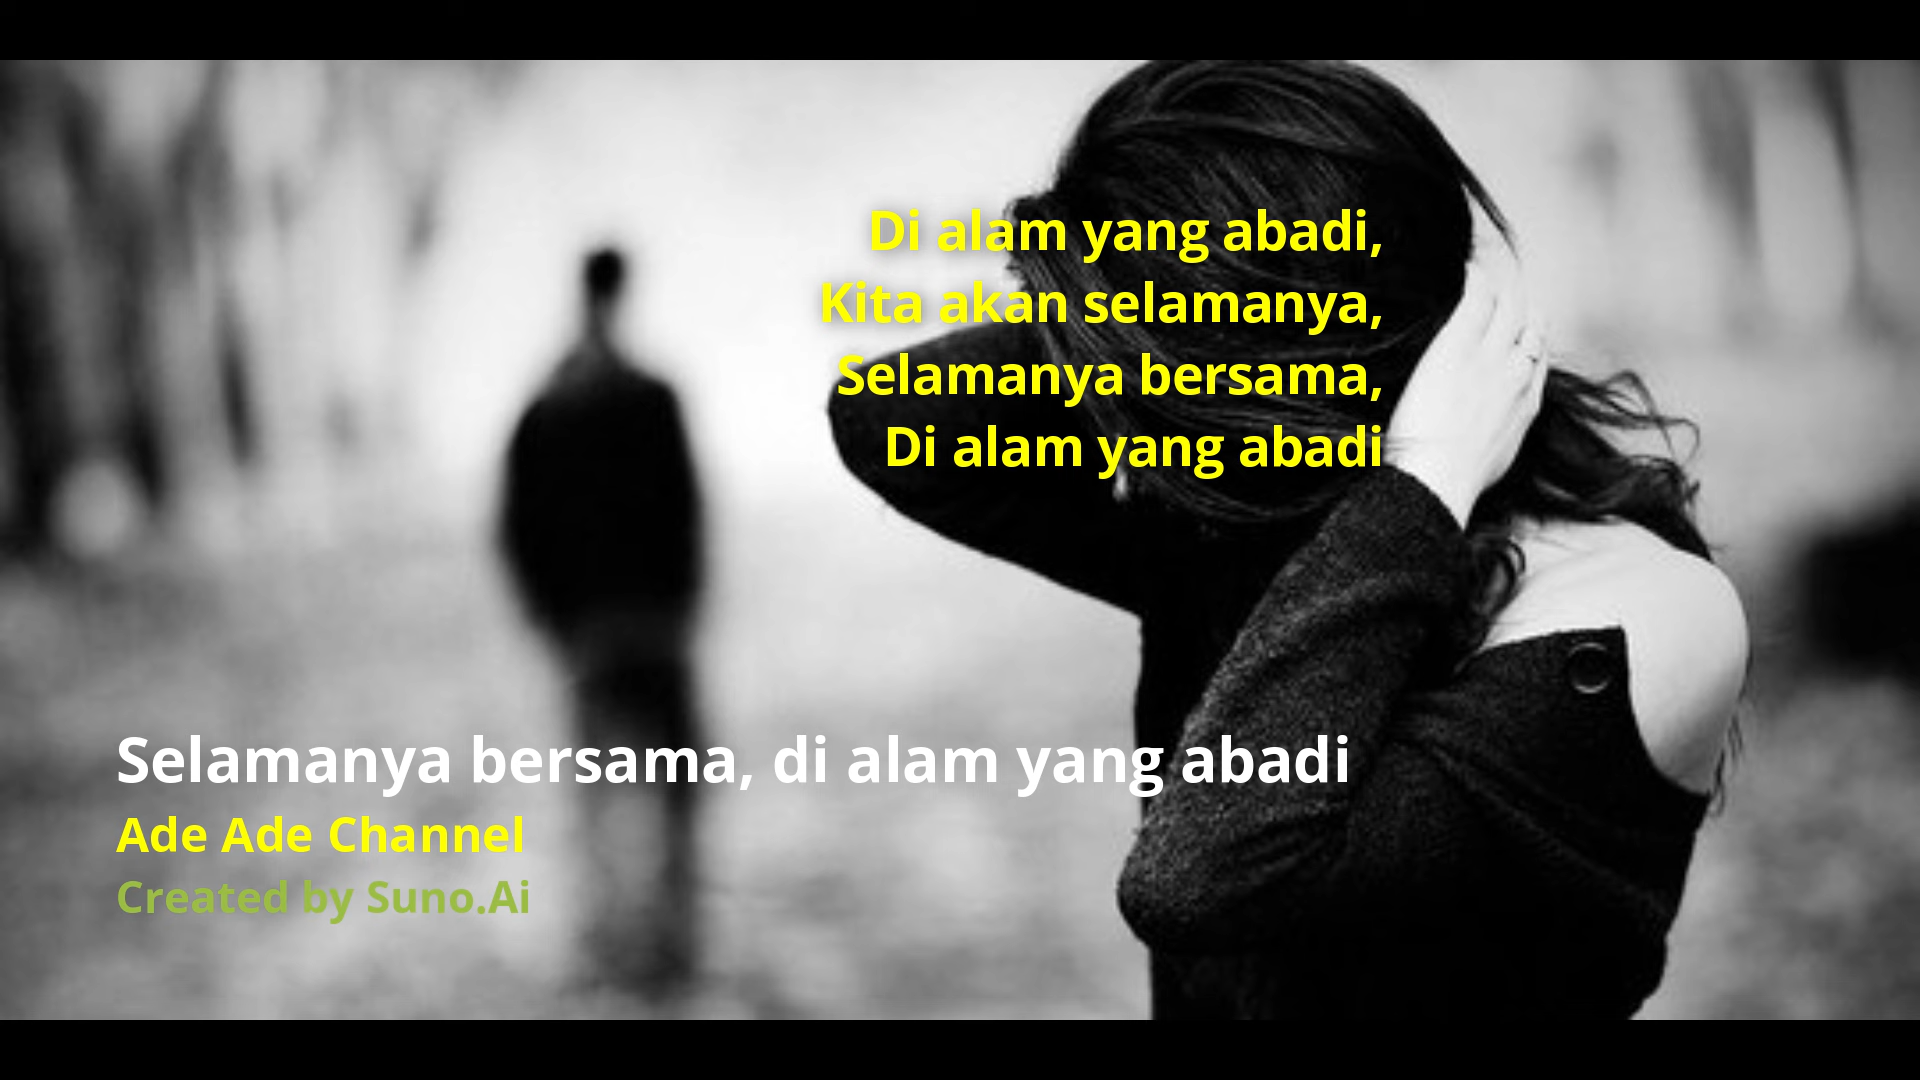 Di alam yang abadi,
Kita akan selamanya,
Selamanya bersama,
Di alam yang abadi
Selamanya bersama, di alam yang abadi
Ade Ade Channel
Created by Suno.Ai